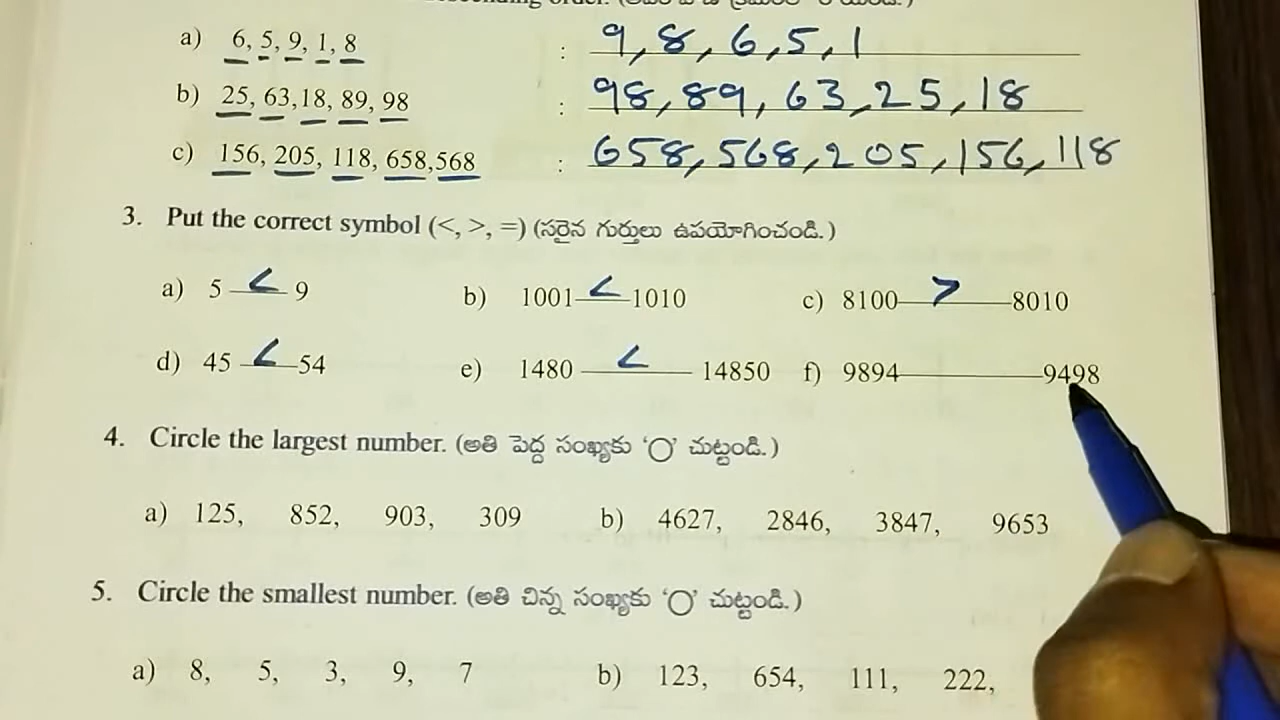 order. (
a) 6, 5, 9, 1, 8 : 9, 8, 6, 5, 1
b) 25, 63, 18, 89, 98 : 98, 89, 63, 25, 18
c) 156, 205, 118, 658, 568 : 658, 568, 205, 156, 118
3. Put the correct symbol (<, >, =) (సరైన గుర్తులు ఉపయోగించండి.)
a) 5 < 9 b) 1001 < 1010 c) 8100 > 8010
d) 45 < 54 e) 1480 < 14850 f) 9894 ——— 9498
4. Circle the largest number. (అతి పెద్ద సంఖ్యకు 'O' చుట్టండి.)
a) 125, 852, 903, 309 b) 4627, 2846, 3847, 9653
5. Circle the smallest number. (అతి చిన్న సంఖ్యకు 'O' చుట్టండి.)
a) 8, 5, 3, 9, 7 b) 123, 654, 111, 222,